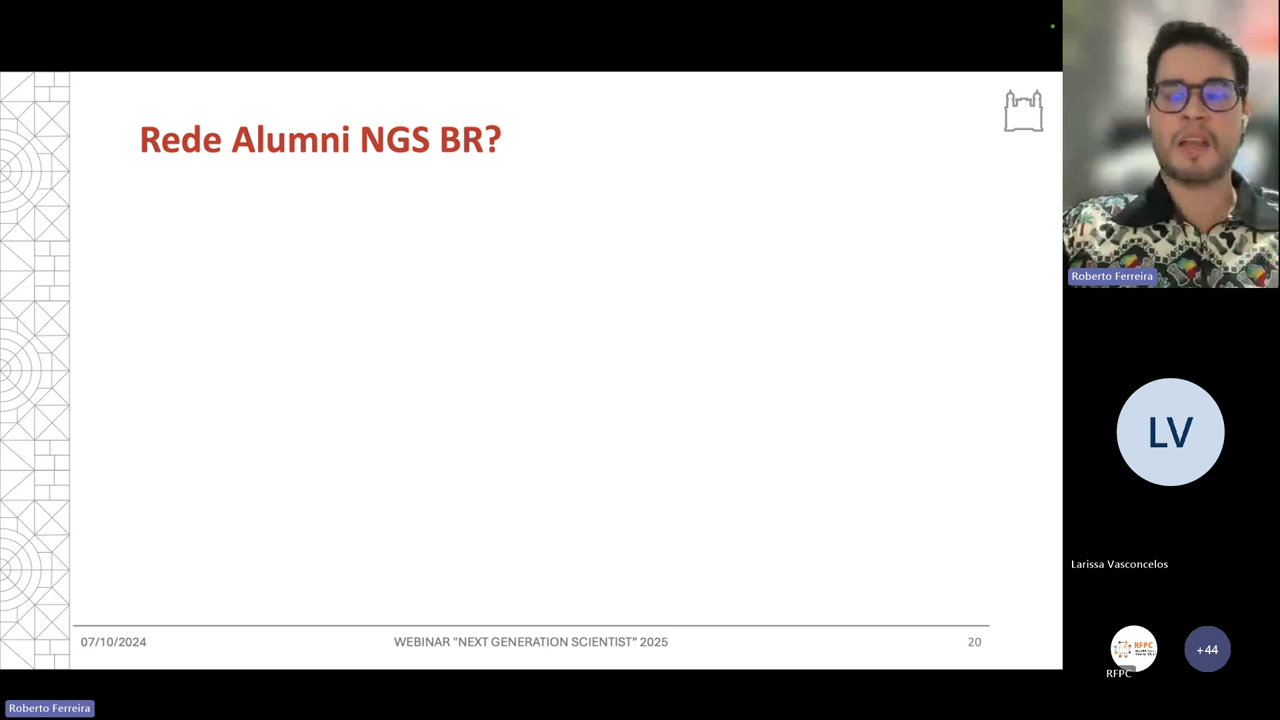 Rede Alumni NGS BR?
07/10/2024
WEBINAR "NEXT GENERATION SCIENTIST" 2025
20
Roberto Ferreira
LV
Larissa Vasconcelos
RFPC
RFPC
+44
Roberto Ferreira